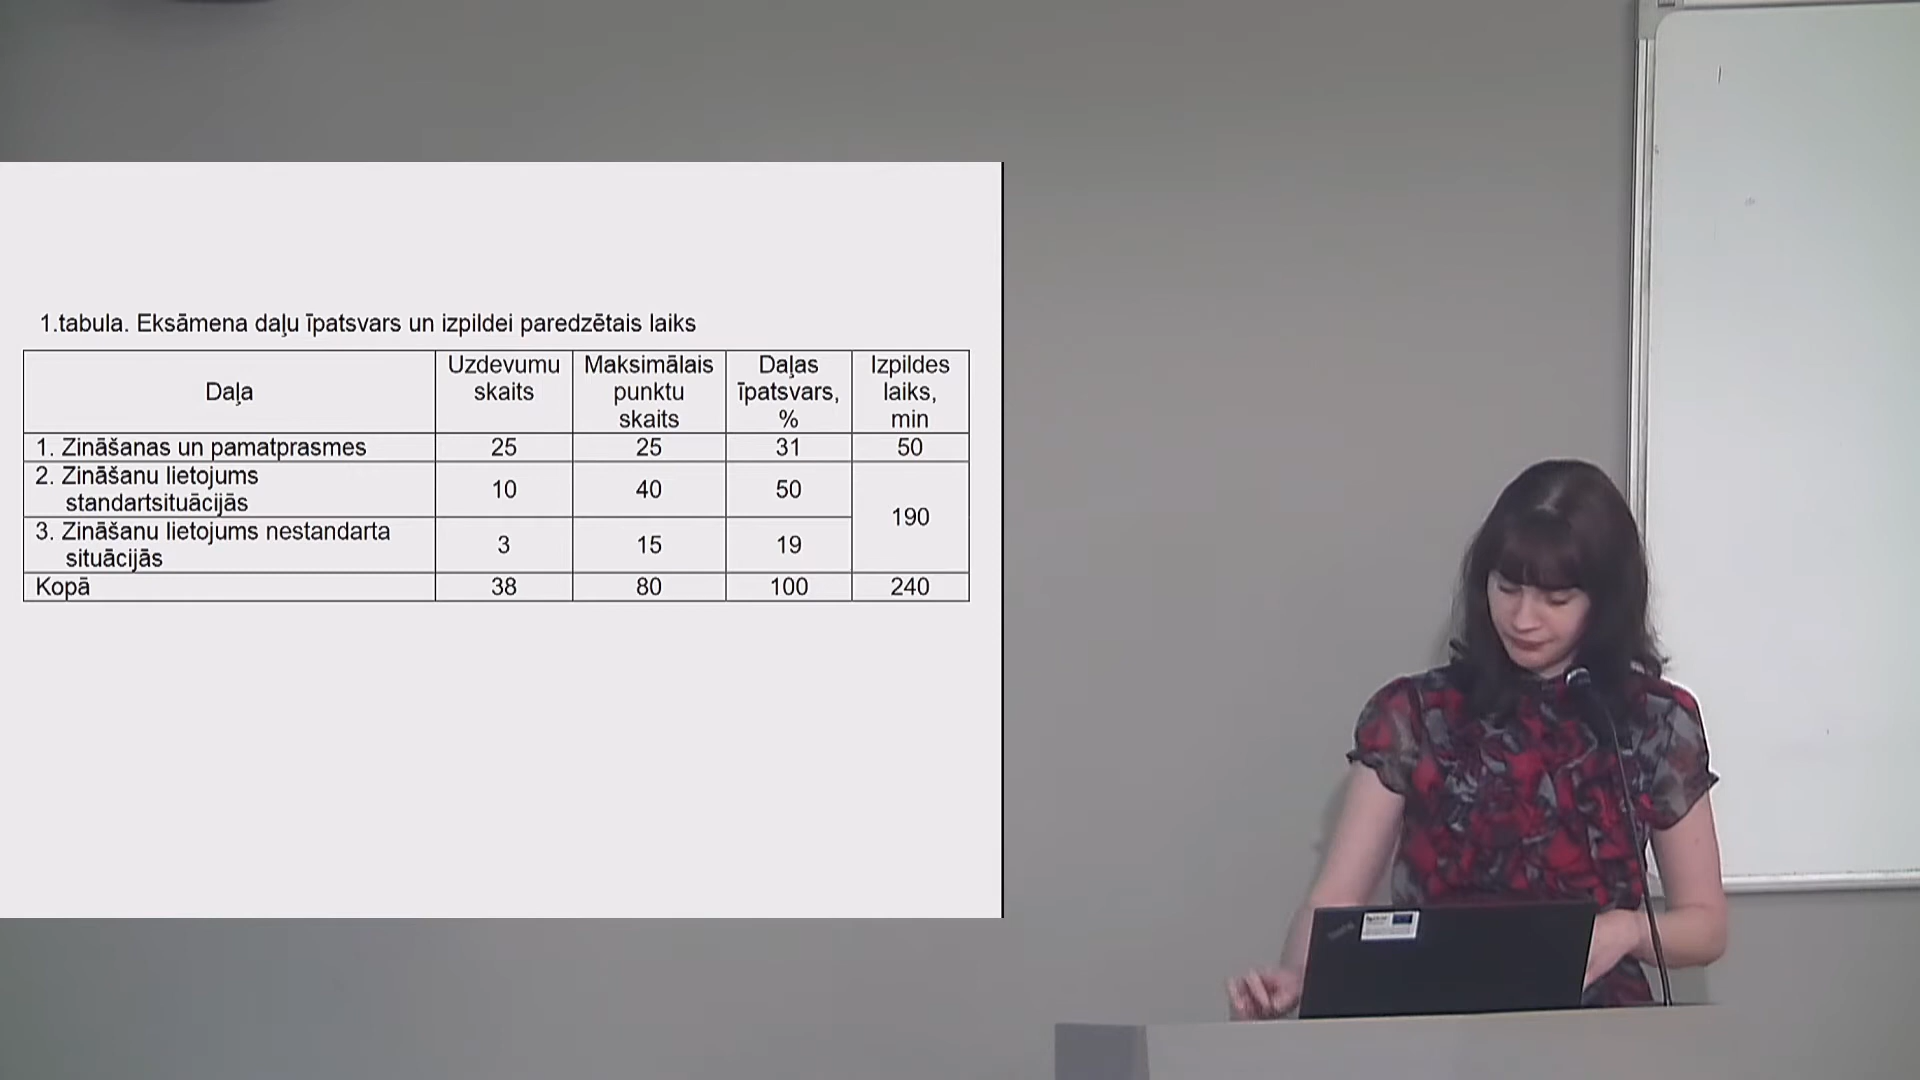 1.tabula. Eksāmena daļu īpatsvars un izpildei paredzētais laiks
Daļa
Uzdevumu
skaits
Maksimālais
punktu
skaits
Daļas
īpatsvars,
%
Izpildes
laiks,
min
1. Zināšanas un pamatprasmes 25 25 31 50
2. Zināšanu lietojums
standartsituācijās
10 40 50
190
3. Zināšanu lietojums nestandarta
situācijās
3 15 19
Kopā 38 80 100 240